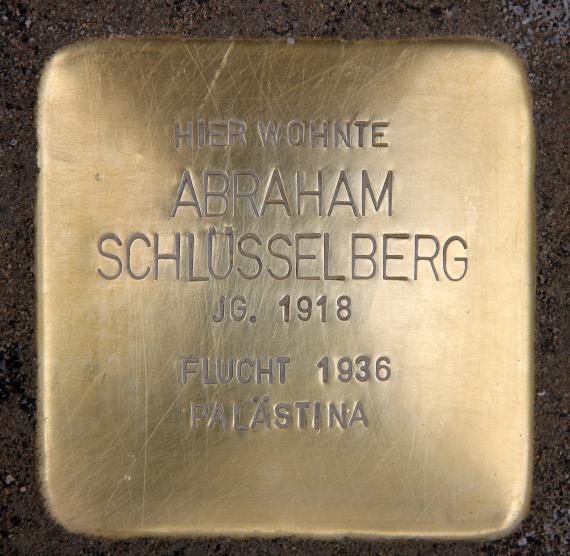 HIER WOHNTE
ABRAHAM
SCHLÜSSELBERG
JG. 1918
FLUCHT 1936
PALÄSTINA